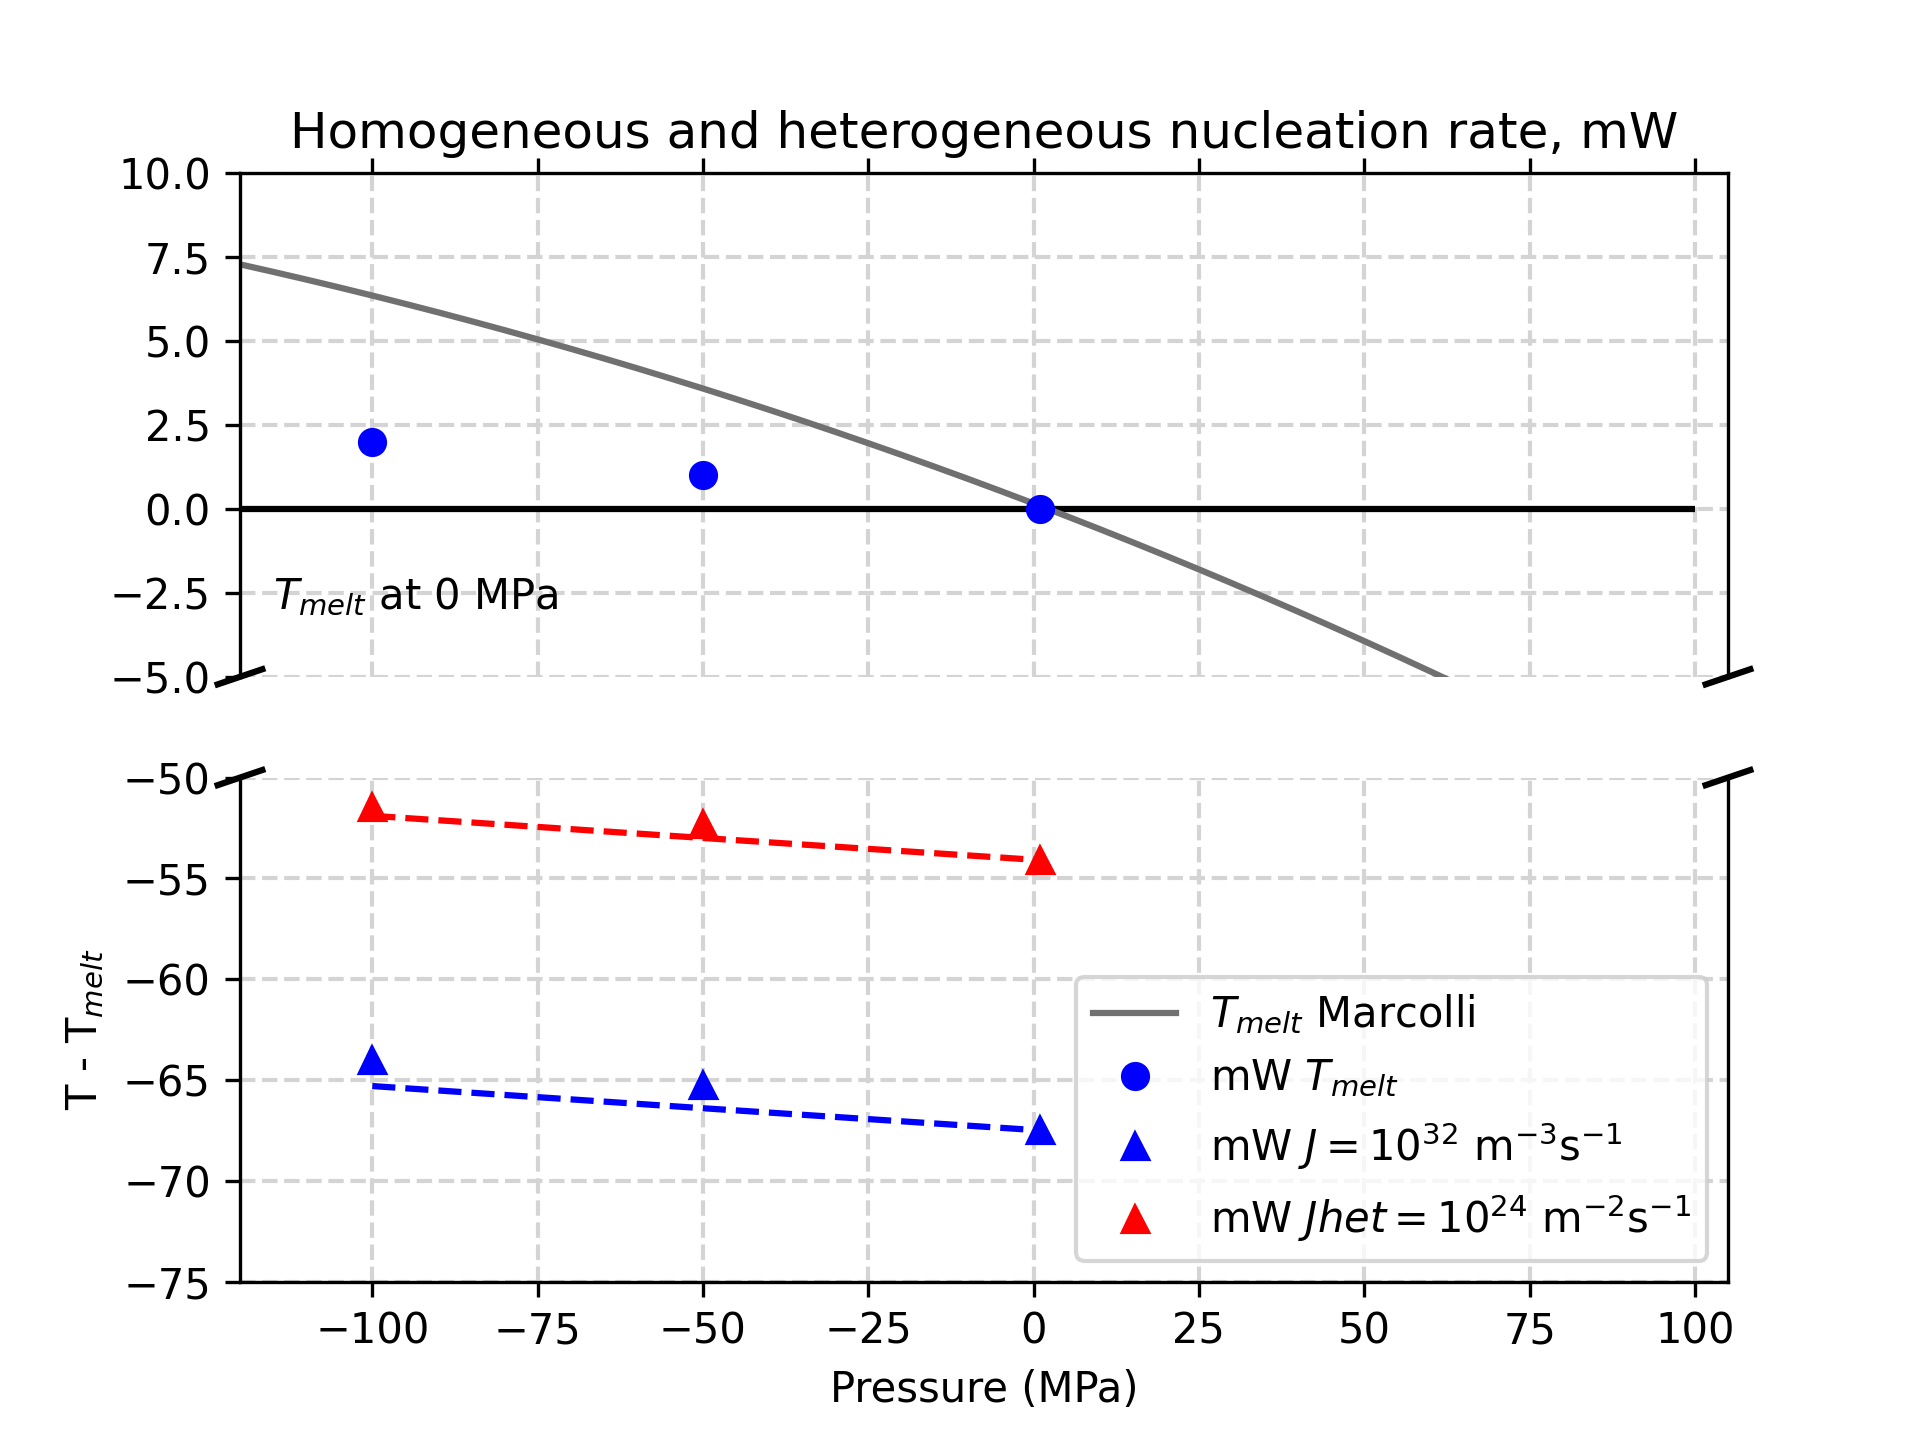 Homogeneous and heterogeneous nucleation rate, mW
10.0
7.5
5.0
2.5
0.0
−2.5
−5.0
T_melt at 0 MPa
−50
−55
−60
−65
−70
−75
T - T_melt
T_melt Marcolli
mW T_melt
mW J = 10^32 m^−3s^−1
mW Jhet = 10^24 m^−2s^−1
−100 −75 −50 −25 0 25 50 75 100
Pressure (MPa)